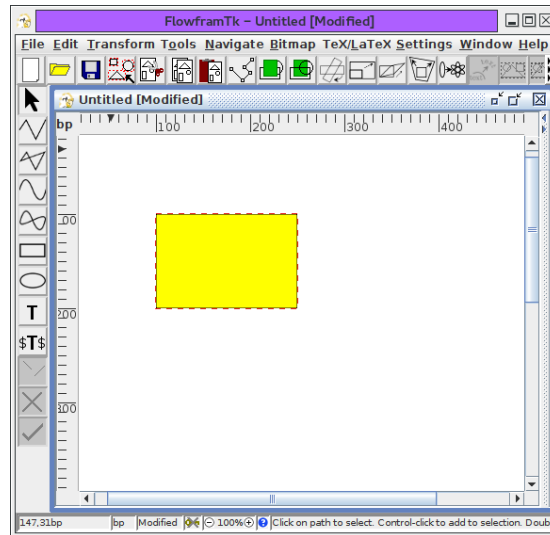 FlowframTk – Untitled [Modified]
File Edit Transform Tools Navigate Bitmap TeX/LaTeX Settings Window Help
Untitled [Modified]
bp 100 200 300 400
100
200
T
$T$
300
147,31bp bp Modified 100% Click on path to select. Control-click to add to selection. Doub